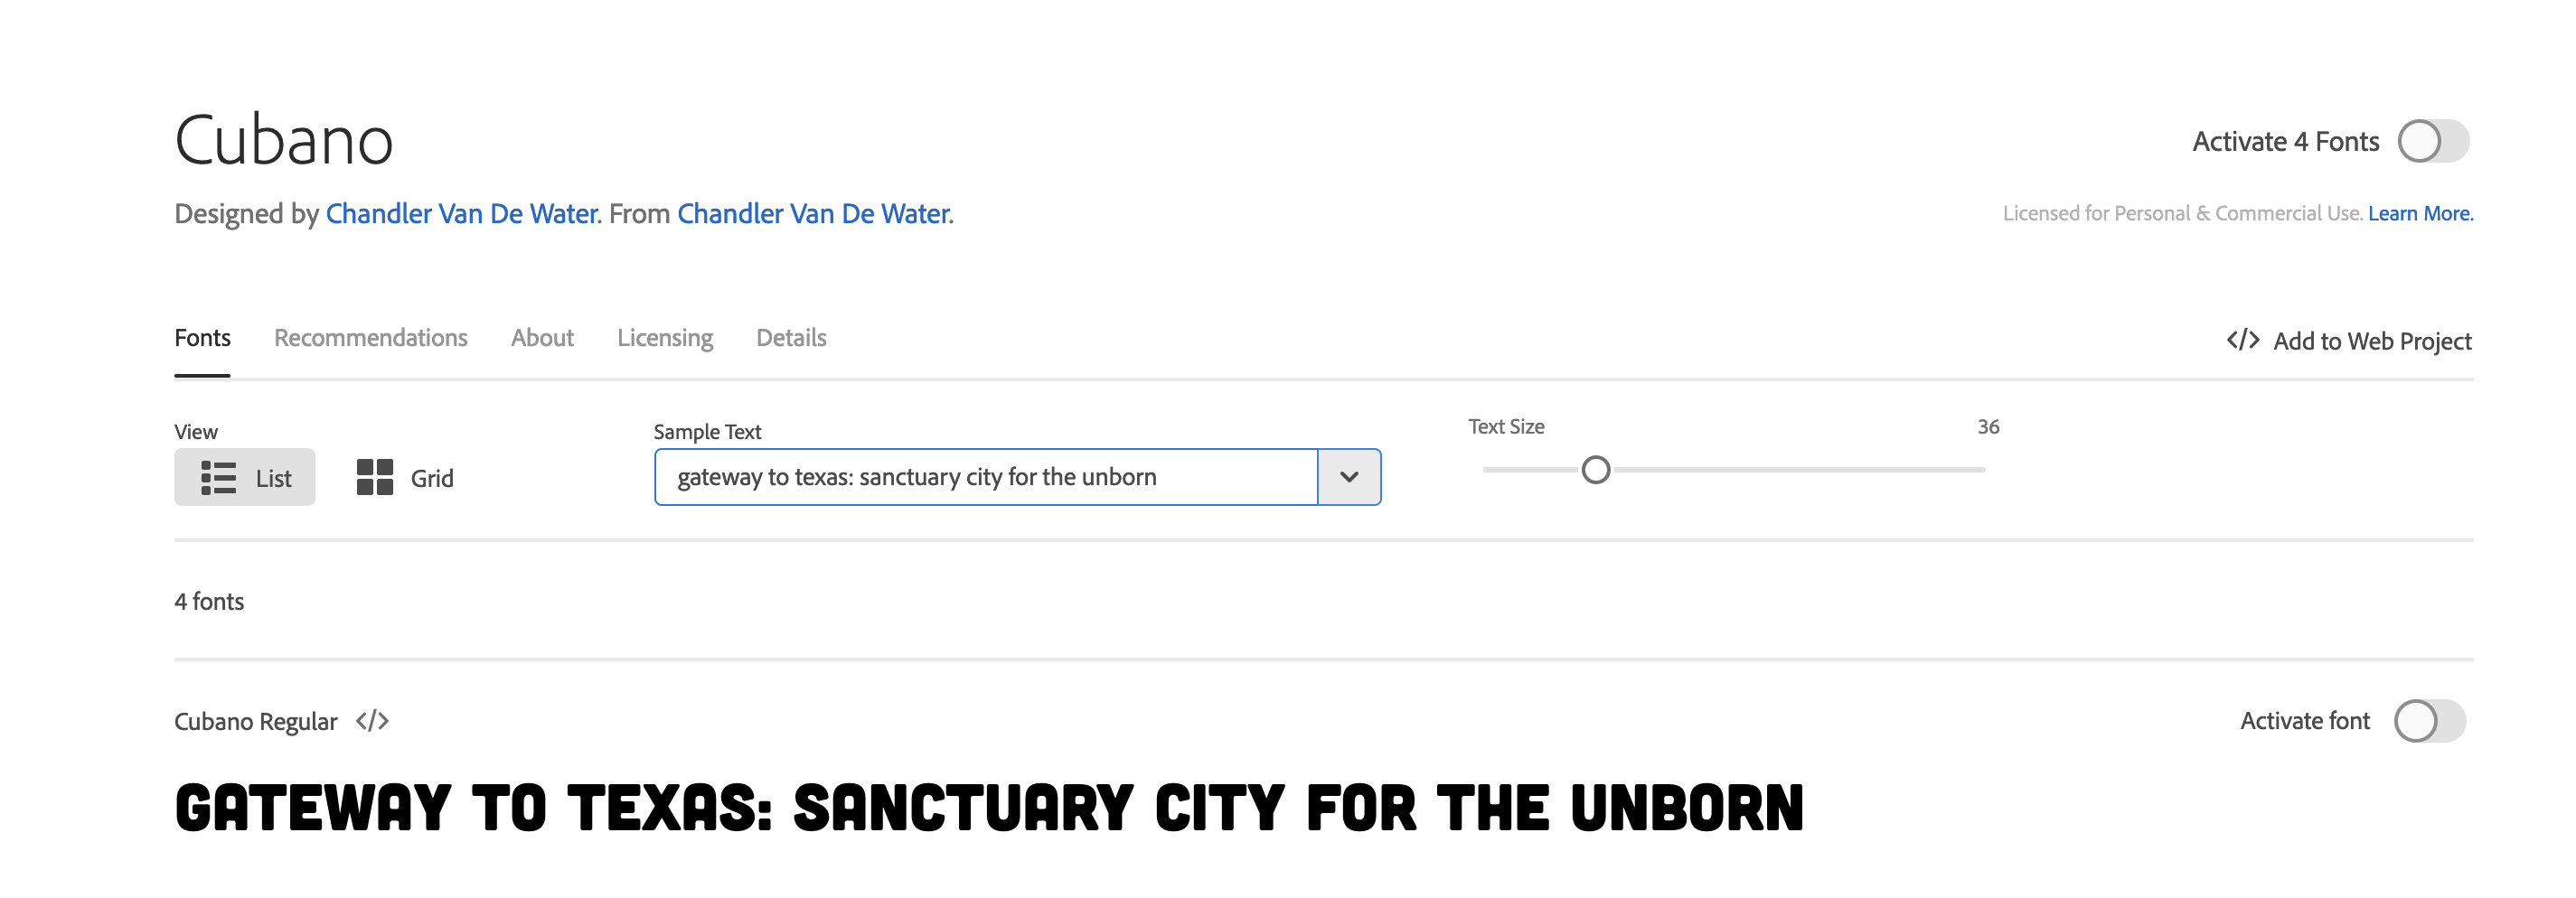 Cubano
Activate 4 Fonts
Designed by Chandler Van De Water. From Chandler Van De Water.
Licensed for Personal & Commercial Use. Learn More.
Fonts Recommendations About Licensing Details
</> Add to Web Project
View
List Grid
Sample Text
gateway to texas: sanctuary city for the unborn
Text Size 36
4 fonts
Cubano Regular </>
Activate font
GATEWAY TO TEXAS: SANCTUARY CITY FOR THE UNBORN